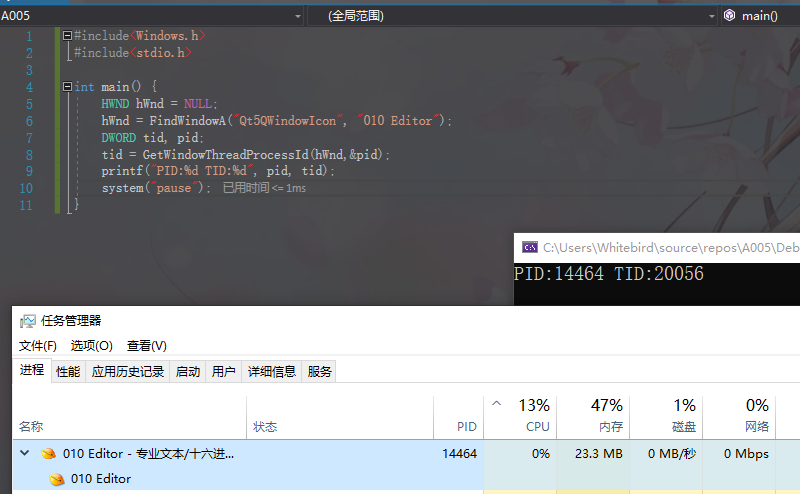 A005 (全局范围) main()
1 #include<Windows.h>
2 #include<stdio.h>
3
4 int main() {
5 HWND hWnd = NULL;
6 hWnd = FindWindowA("Qt5QWindowIcon", "010 Editor");
7 DWORD tid, pid;
8 tid = GetWindowThreadProcessId(hWnd,&pid);
9 printf("PID:%d TID:%d", pid, tid);
10 system("pause"); 已用时间 <= 1ms
11 }
C:\Users\Whitebird\source\repos\A005\Deb
PID:14464 TID:20056
任务管理器
文件(F) 选项(O) 查看(V)
进程 性能 应用历史记录 启动 用户 详细信息 服务
13% 47% 1% 0%
名称 状态 PID CPU 内存 磁盘 网络
010 Editor - 专业文本/十六进... 14464 0% 23.3 MB 0 MB/秒 0 Mbps
010 Editor